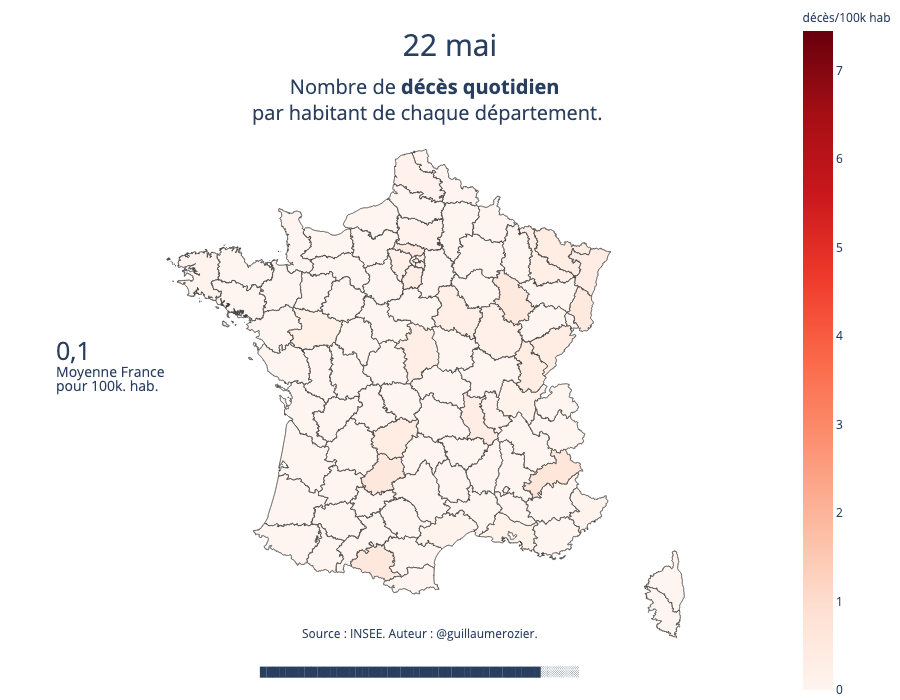 22 mai
Nombre de décès quotidien
par habitant de chaque département.
décès/100k hab
7
6
5
4
3
2
1
0
0,1
Moyenne France
pour 100k. hab.
Source : INSEE. Auteur : @guillaumerozier.